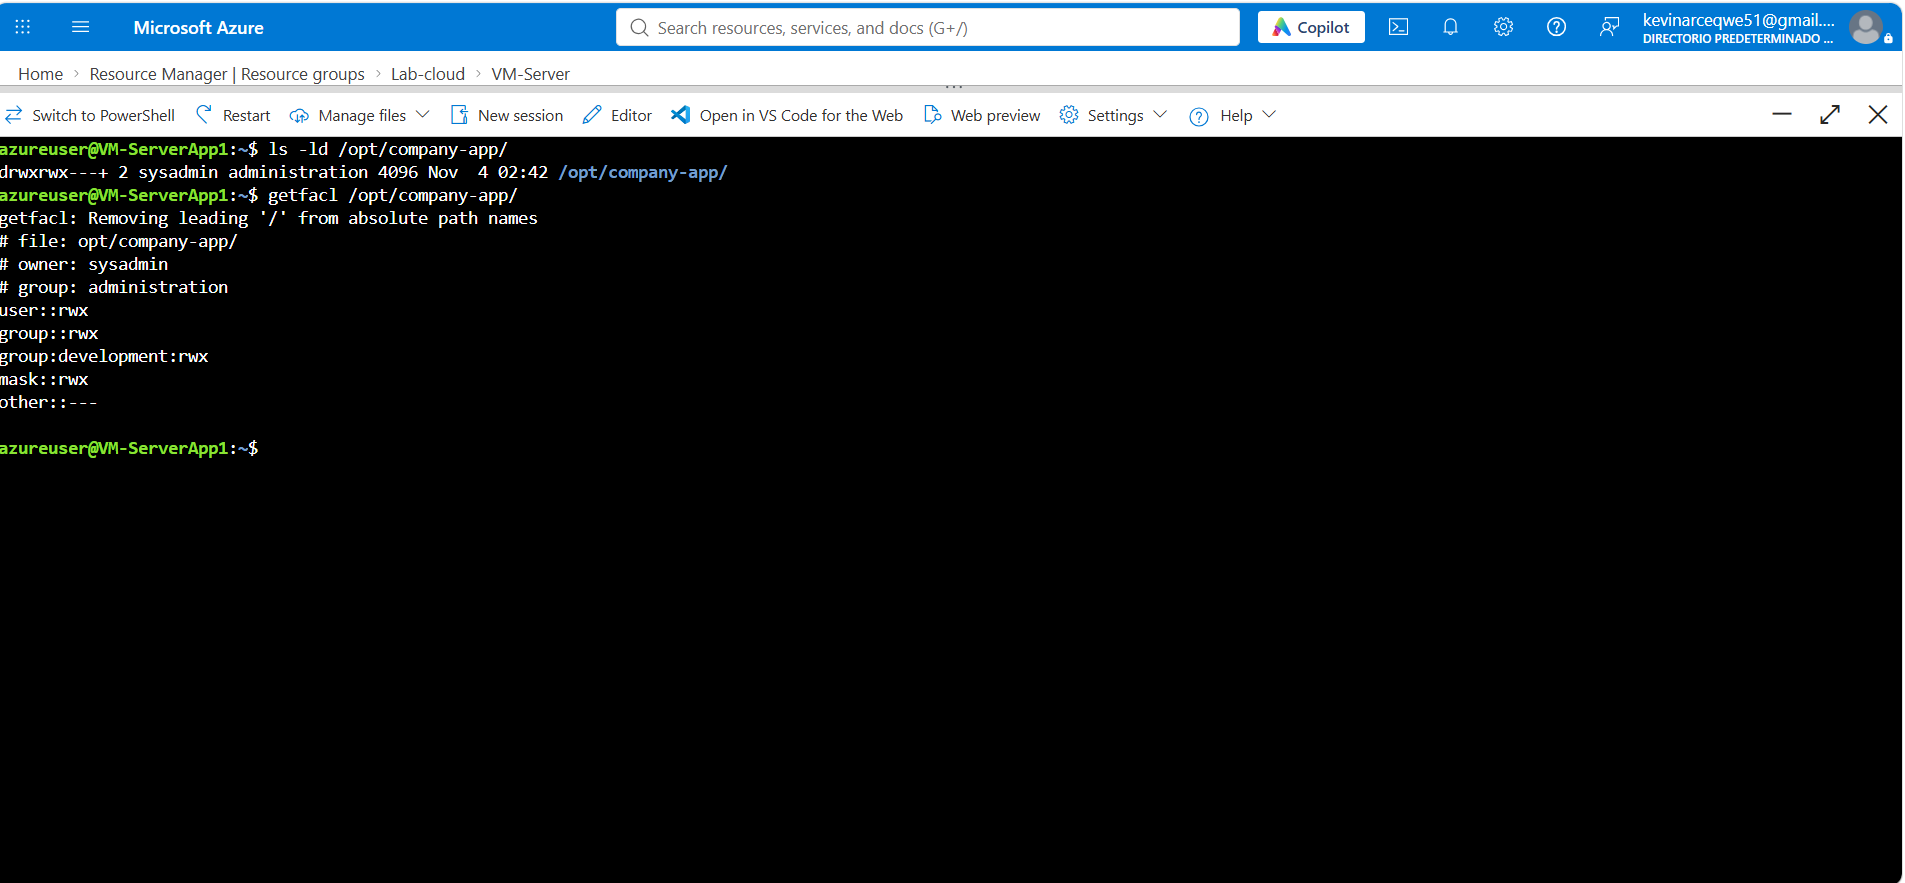 Microsoft Azure
Search resources, services, and docs (G+/)
Copilot
kevinarceqwe51@gmail....
DIRECTORIO PREDETERMINADO ...
Home > Resource Manager | Resource groups > Lab-cloud > VM-Server
...
Switch to PowerShell Restart Manage files New session Editor Open in VS Code for the Web Web preview Settings Help
azureuser@VM-ServerApp1:~$ ls -ld /opt/company-app/
drwxrwx---+ 2 sysadmin administration 4096 Nov  4 02:42 /opt/company-app/
azureuser@VM-ServerApp1:~$ getfacl /opt/company-app/
getfacl: Removing leading '/' from absolute path names
# file: opt/company-app/
# owner: sysadmin
# group: administration
user::rwx
group::rwx
group:development:rwx
mask::rwx
other::---
azureuser@VM-ServerApp1:~$